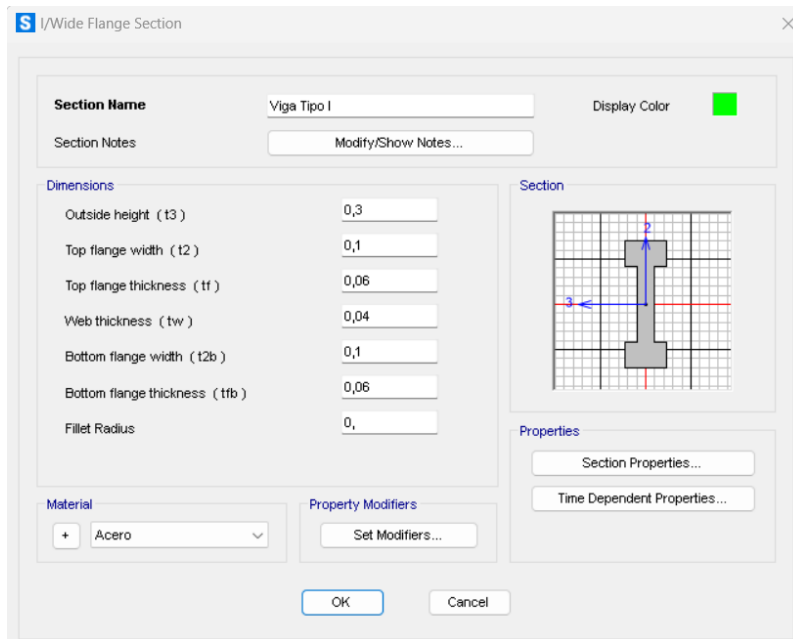 S I/Wide Flange Section
Section Name Viga Tipo I Display Color
Section Notes Modify/Show Notes...
Dimensions
Outside height ( t3 ) 0,3
Top flange width ( t2 ) 0,1
Top flange thickness ( tf ) 0,06
Web thickness ( tw ) 0,04
Bottom flange width ( t2b ) 0,1
Bottom flange thickness ( tfb ) 0,06
Fillet Radius 0,
Section
2
3
Properties
Section Properties...
Time Dependent Properties...
Material
+ Acero
Property Modifiers
Set Modifiers...
OK Cancel